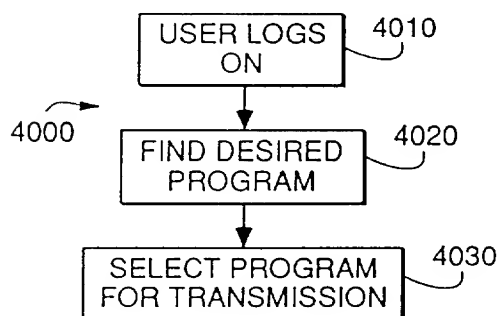 USER LOGS
ON
4010
4000
FIND DESIRED
PROGRAM
4020
SELECT PROGRAM
FOR TRANSMISSION
4030